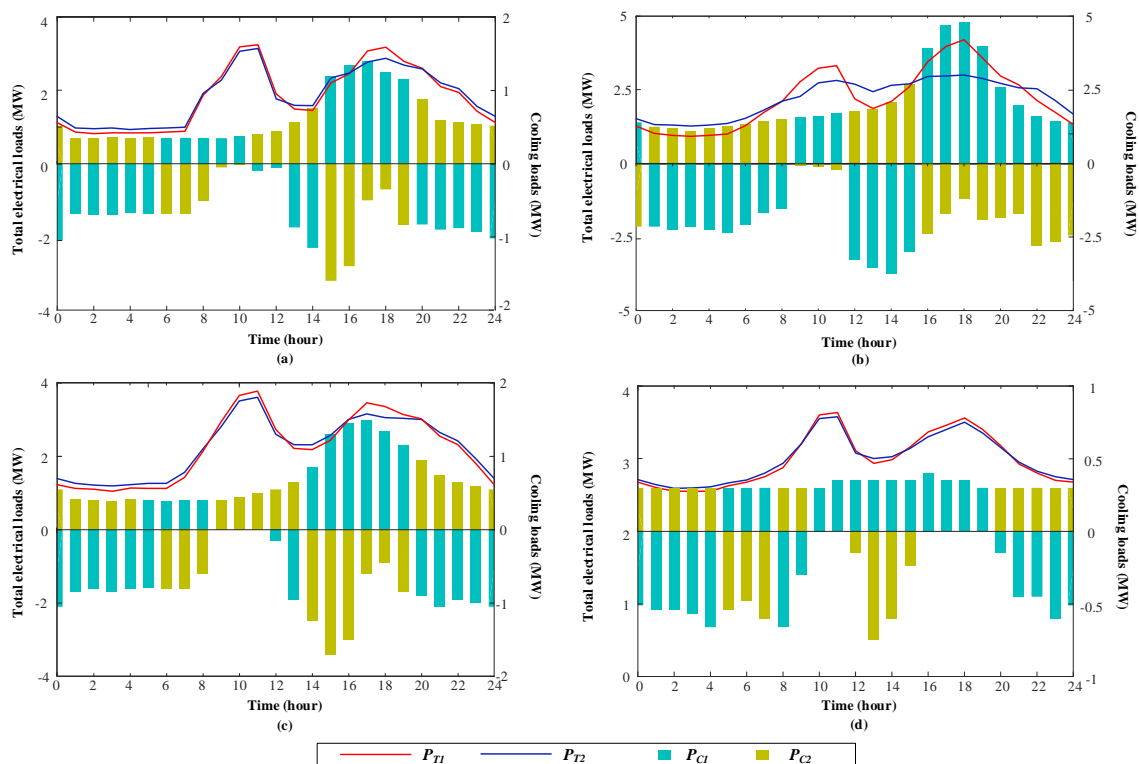 4
2
0
-2
-4
Total electrical loads (MW)
2
1
0
-1
-2
Cooling loads (MW)
0 2 4 6 8 10 12 14 16 18 20 22 24
Time (hour)
(a)
5
2.5
0
-2.5
-5
Total electrical loads (MW)
5
2.5
0
-2.5
-5
Cooling loads (MW)
0 2 4 6 8 10 12 14 16 18 20 22 24
Time (hour)
(b)
4
2
0
-2
-4
Total electrical loads (MW)
2
1
0
-1
-2
Cooling loads (MW)
0 2 4 6 8 10 12 14 16 18 20 22 24
Time (hour)
(c)
4
3
2
1
0
Total electrical loads (MW)
1
0.5
0
-0.5
-1
Cooling loads (MW)
0 2 4 6 8 10 12 14 16 18 20 22 24
Time (hour)
(d)
PT1 PT2 PC1 PC2